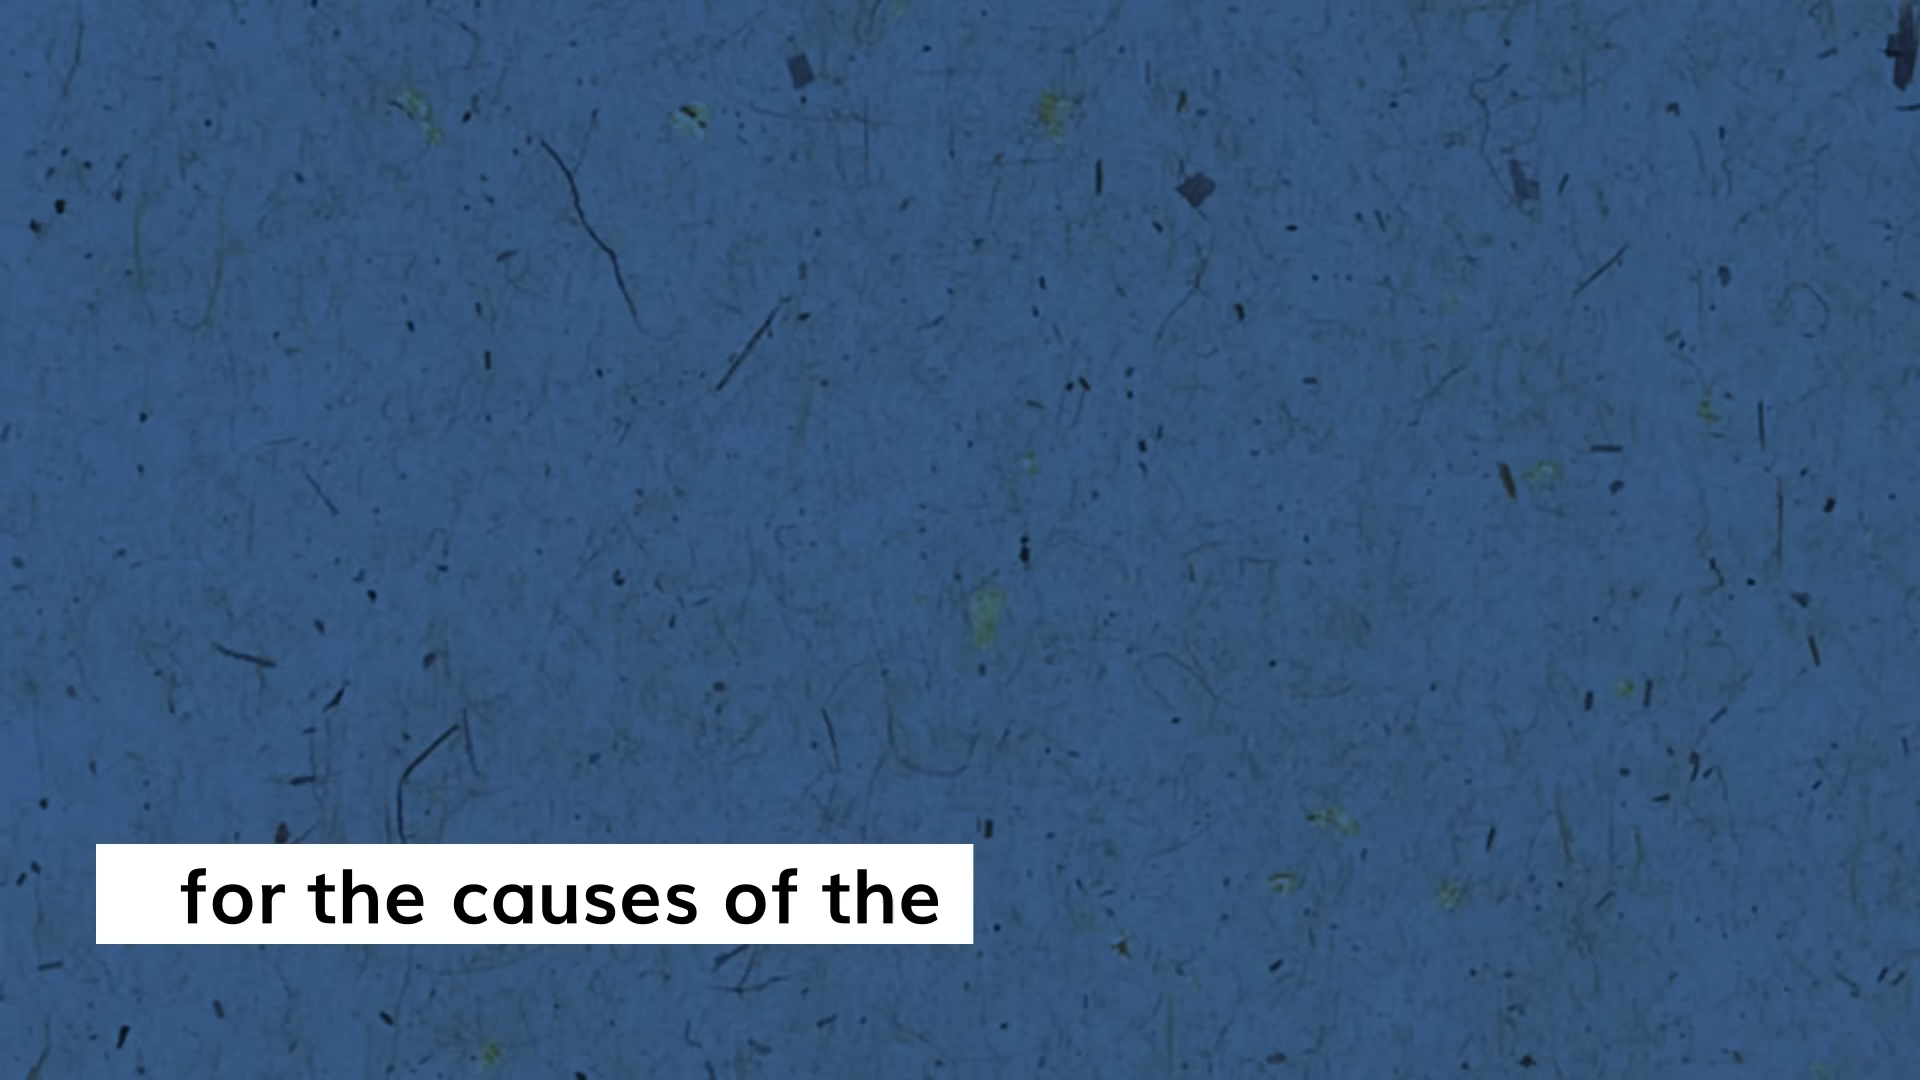 for the causes of the